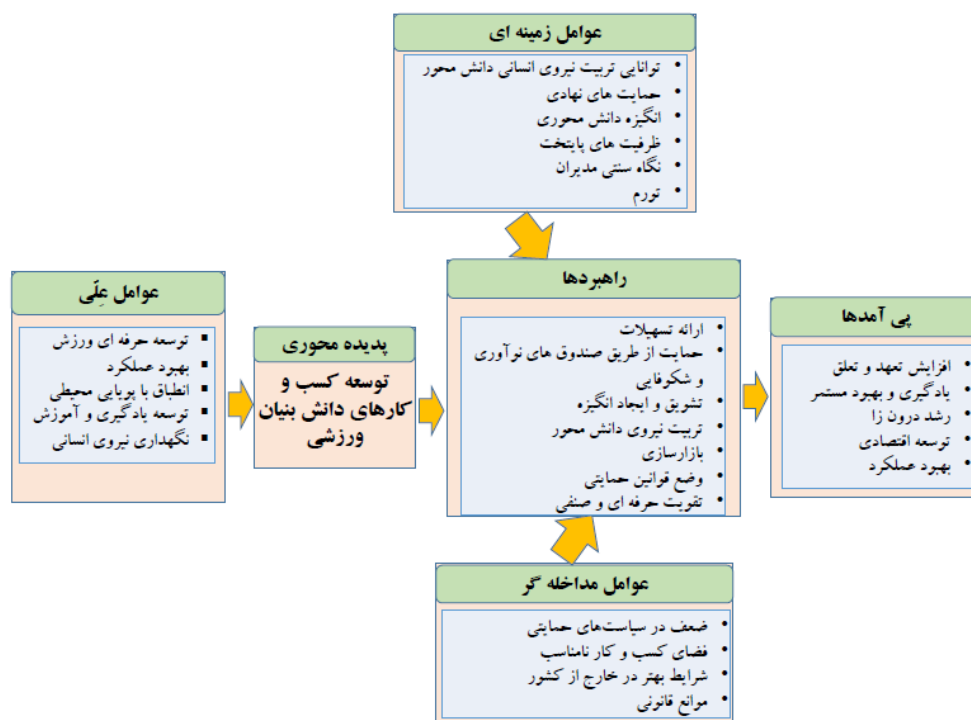 عوامل زمینه ای
• توانایی تربیت نیروی انسانی دانش محور
• حمایت های نهادی
• انگیزه دانش محوری
• ظرفیت های پایتخت
• نگاه سنتی مدیران
• تورم
عوامل عِلّی
▪ توسعه حرفه ای ورزش
▪ بهبود عملکرد
▪ انطباق با پویایی محیطی
▪ توسعه یادگیری و آموزش
▪ نگهداری نیروی انسانی
پدیده محوری
توسعه کسب و
کارهای دانش بنیان
ورزشی
راهبردها
• ارائه تسهیلات
• حمایت از طریق صندوق های نوآوری
و شکوفایی
• تشویق و ایجاد انگیزه
• تربیت نیروی دانش محور
• بازارسازی
• وضع قوانین حمایتی
• تقویت حرفه ای و صنفی
پی آمدها
• افزایش تعهد و تعلق
• یادگیری و بهبود مستمر
• رشد درون زا
• توسعه اقتصادی
• بهبود عملکرد
عوامل مداخله گر
• ضعف در سیاست‌های حمایتی
• فضای کسب و کار نامناسب
• شرایط بهتر در خارج از کشور
• موانع قانونی